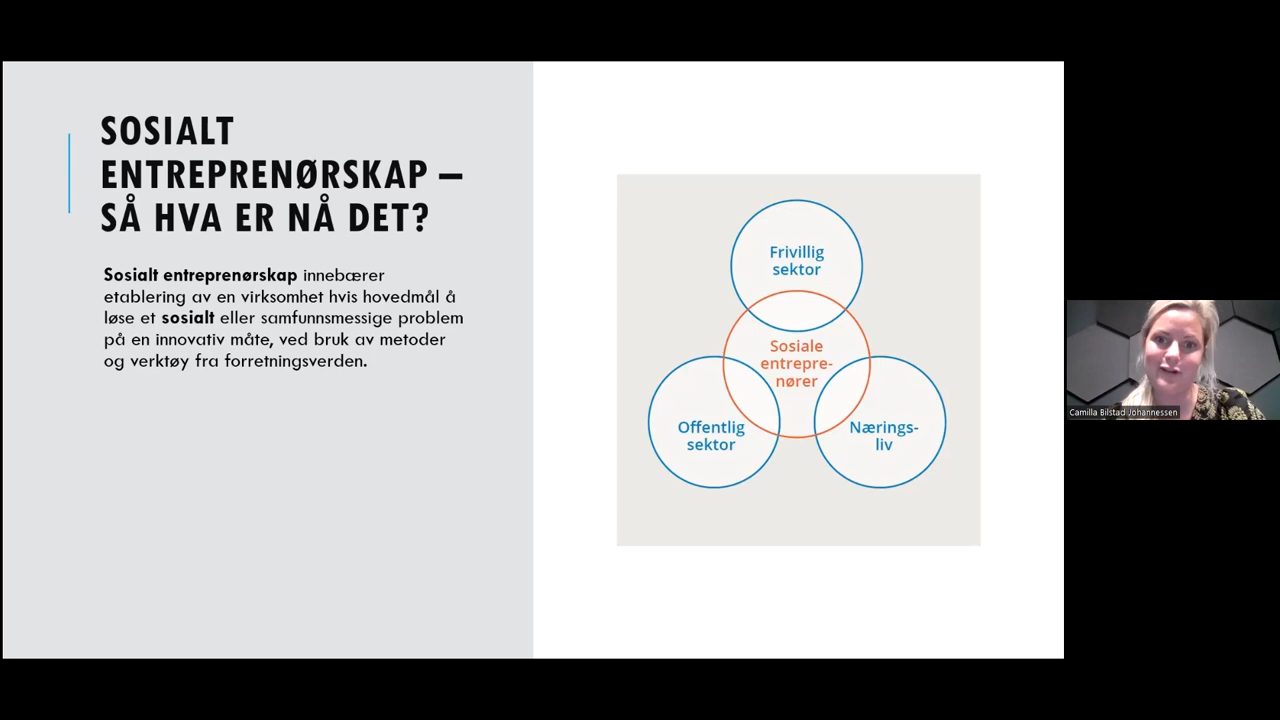 SOSIALT
ENTREPRENØRSKAP –
SÅ HVA ER NÅ DET?
Sosialt entreprenørskap innebærer
etablering av en virksomhet hvis hovedmål å
løse et sosialt eller samfunnsmessige problem
på en innovativ måte, ved bruk av metoder
og verktøy fra forretningsverden.
Frivillig
sektor
Sosiale
entrepre-
nører
Offentlig
sektor
Nærings-
liv
Camilla Bilstad Johannessen